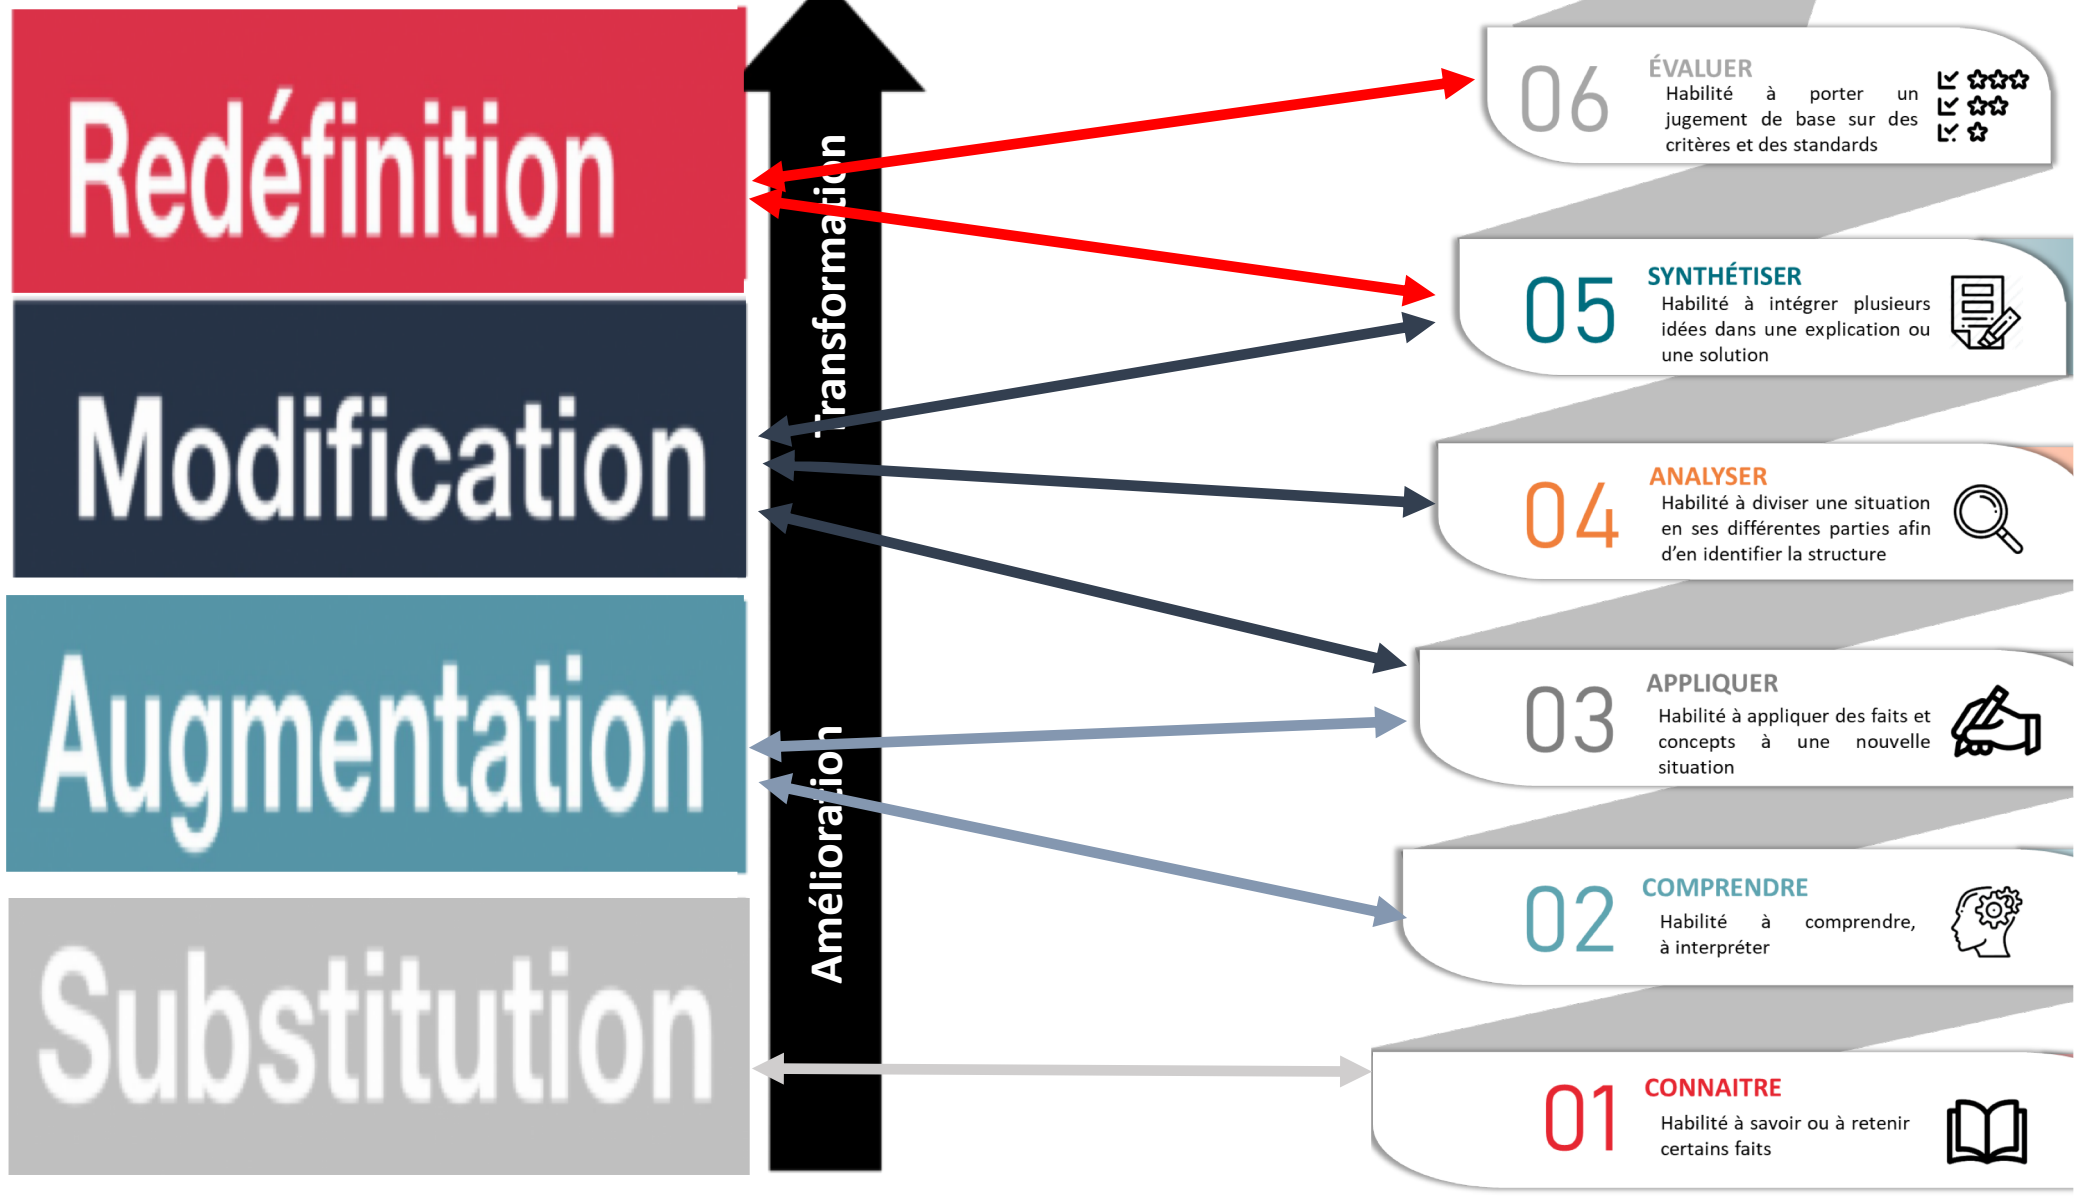 Redéfinition
Modification
Augmentation
Substitution
Transformation
Amélioration
06
ÉVALUER
Habilité à porter un
jugement de base sur des
critères et des standards
05
SYNTHÉTISER
Habilité à intégrer plusieurs
idées dans une explication ou
une solution
04
ANALYSER
Habilité à diviser une situation
en ses différentes parties afin
d'en identifier la structure
03
APPLIQUER
Habilité à appliquer des faits et
concepts à une nouvelle
situation
02
COMPRENDRE
Habilité à comprendre,
à interpréter
01
CONNAITRE
Habilité à savoir ou à retenir
certains faits